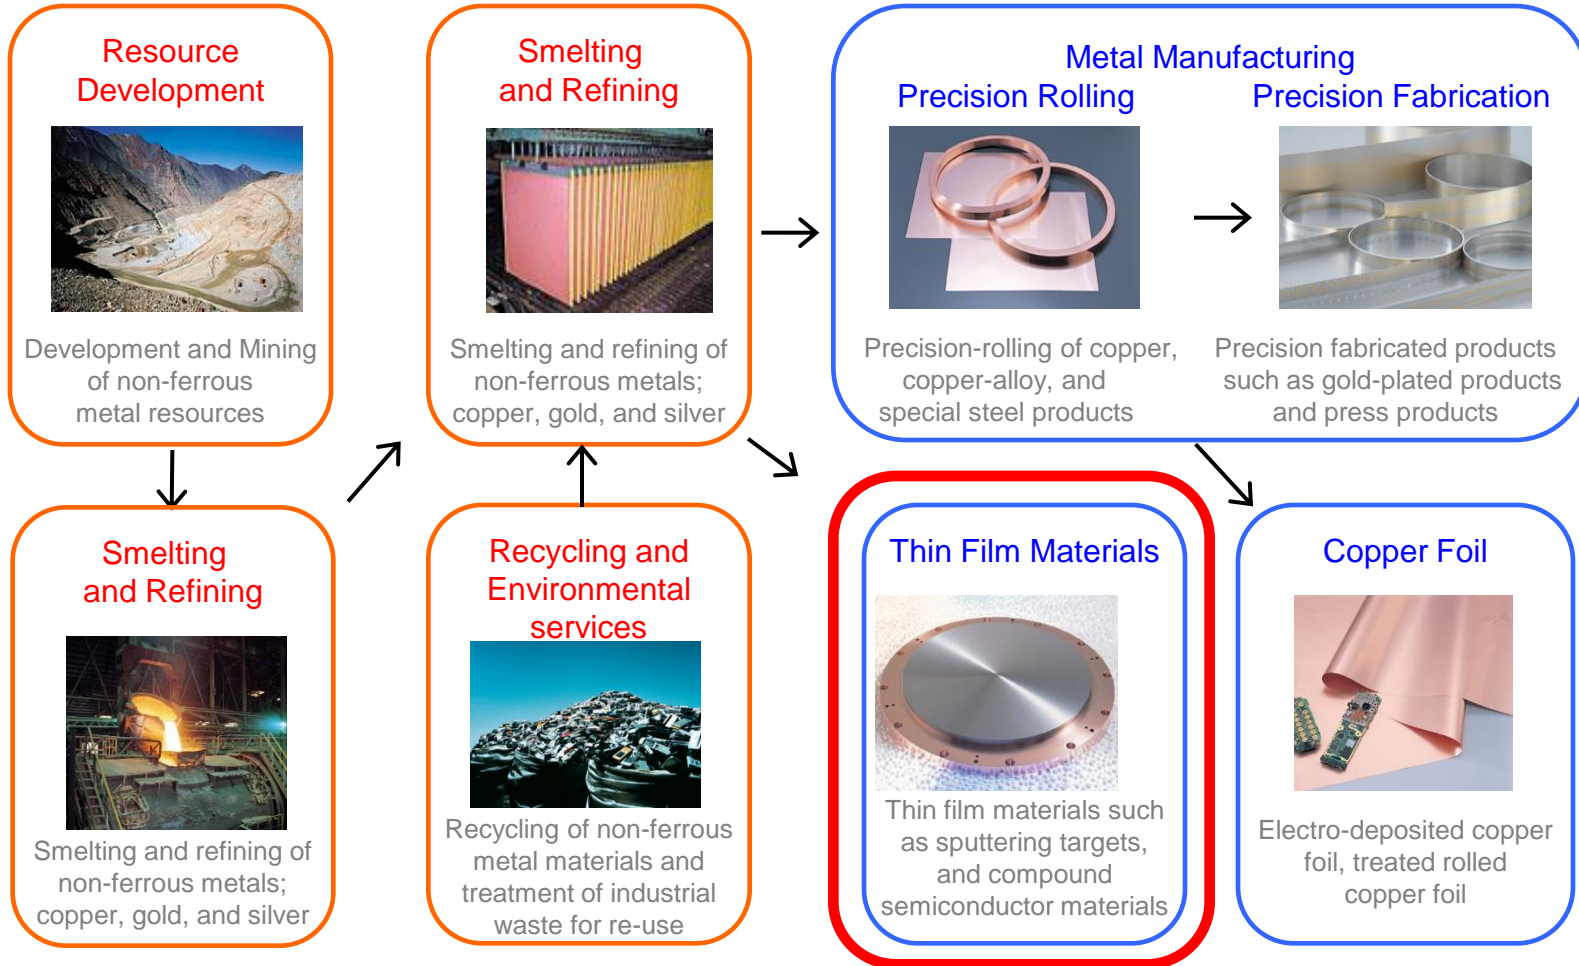 Resource
Development
Development and Mining
of non-ferrous
metal resources
Smelting
and Refining
Smelting and refining of
non-ferrous metals;
copper, gold, and silver
Metal Manufacturing
Precision Rolling
Precision-rolling of copper,
copper-alloy, and
special steel products
Precision Fabrication
Precision fabricated products
such as gold-plated products
and press products
Smelting
and Refining
Smelting and refining of
non-ferrous metals;
copper, gold, and silver
Recycling and
Environmental
services
Recycling of non-ferrous
metal materials and
treatment of industrial
waste for re-use
Thin Film Materials
Thin film materials such
as sputtering targets,
and compound
semiconductor materials
Copper Foil
Electro-deposited copper
foil, treated rolled
copper foil